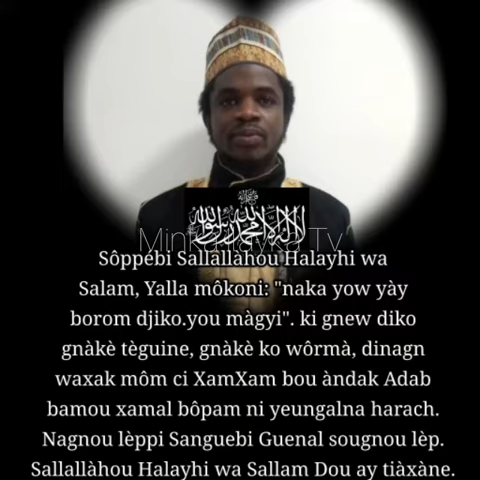 لا إله إلا الله محمد رسول الله
Minkamlayka Tv
Sôppébi Sallallàhou Halayhi wa
Salam, Yalla môkoni: "naka yow yày
borom djiko.you màgyi". ki gnew diko
gnàkè tèguine, gnàkè ko wôrmà, dinagn
waxak môm ci XamXam bou àndak Adab
bamou xamal bôpam ni yeungalna harach.
Nagnou lèppi Sanguebi Guenal sougnou lèp.
Sallallàhou Halayhi wa Sallam Dou ay tiàxàne.